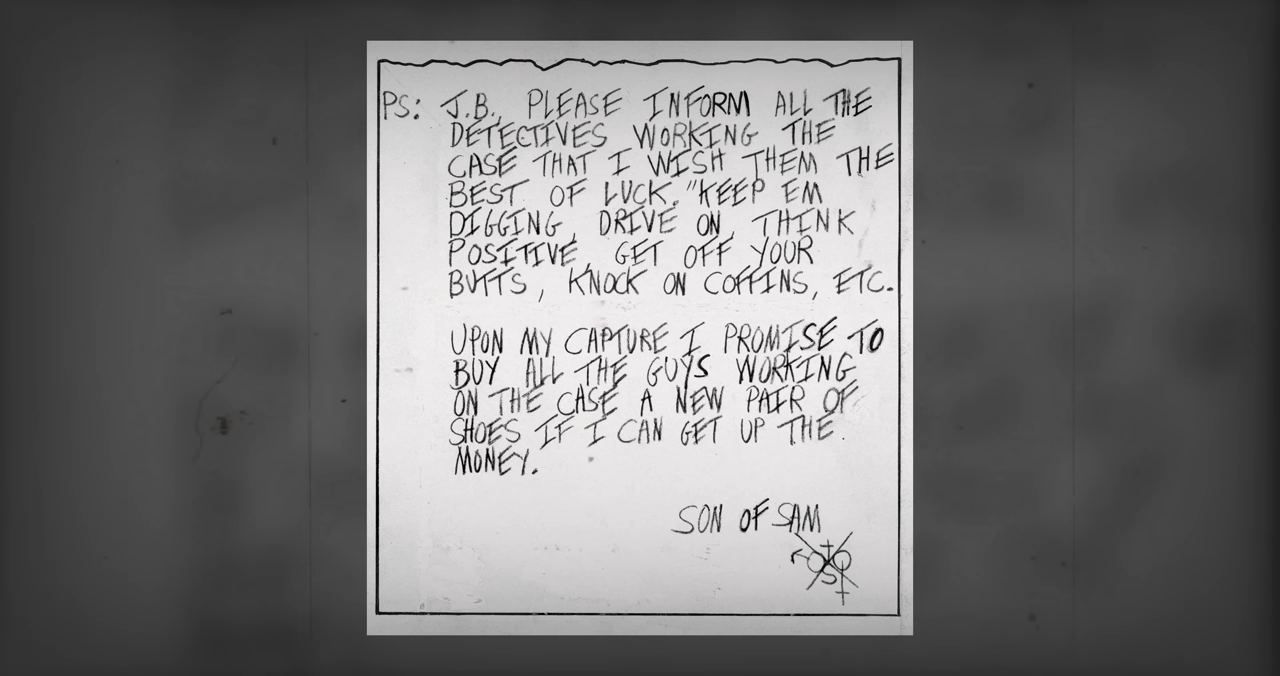 PS: J.B., PLEASE INFORM ALL THE
DETECTIVES WORKING THE
CASE THAT I WISH THEM THE
BEST OF LUCK. "KEEP EM
DIGGING, DRIVE ON, THINK
POSITIVE, GET OFF YOUR
BUTTS, KNOCK ON COFFINS, ETC.
UPON MY CAPTURE I PROMISE TO
BUY ALL THE GUYS WORKING
ON THE CASE A NEW PAIR OF
SHOES IF I CAN GET UP THE
MONEY.
SON OF SAM